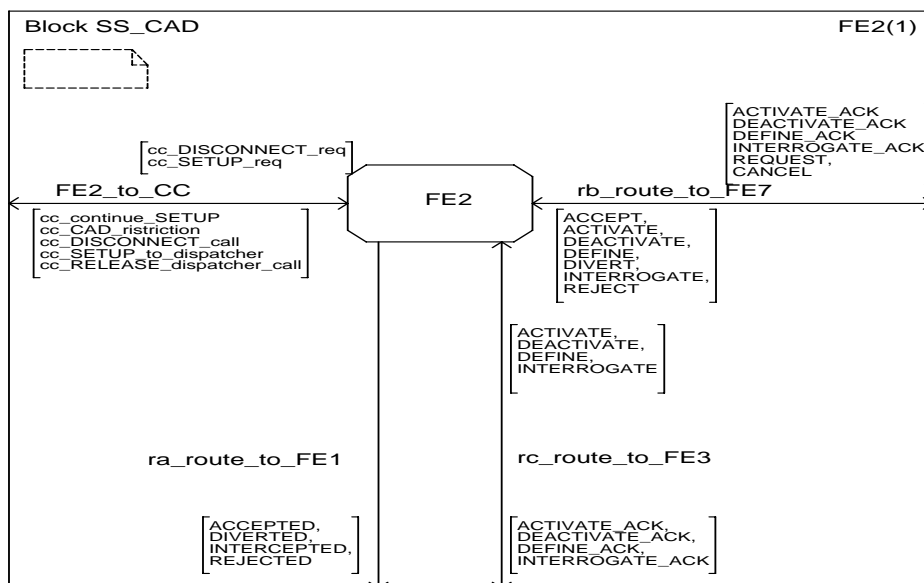 Block SS_CAD
FE2(1)
ACTIVATE_ACK
DEACTIVATE_ACK
DEFINE_ACK
INTERROGATE_ACK
REQUEST,
CANCEL
cc_DISCONNECT_req
cc_SETUP_req
FE2_to_CC
FE2
rb_route_to_FE7
cc_continue_SETUP
cc_CAD_ristriction
cc_DISCONNECT_call
cc_SETUP_to_dispatcher
cc_RELEASE_dispatcher_call
ACCEPT,
ACTIVATE,
DEACTIVATE,
DEFINE,
DIVERT,
INTERROGATE,
REJECT
ACTIVATE,
DEACTIVATE,
DEFINE,
INTERROGATE
ra_route_to_FE1
rc_route_to_FE3
ACCEPTED,
DIVERTED,
INTERCEPTED,
REJECTED
ACTIVATE_ACK,
DEACTIVATE_ACK,
DEFINE_ACK,
INTERROGATE_ACK